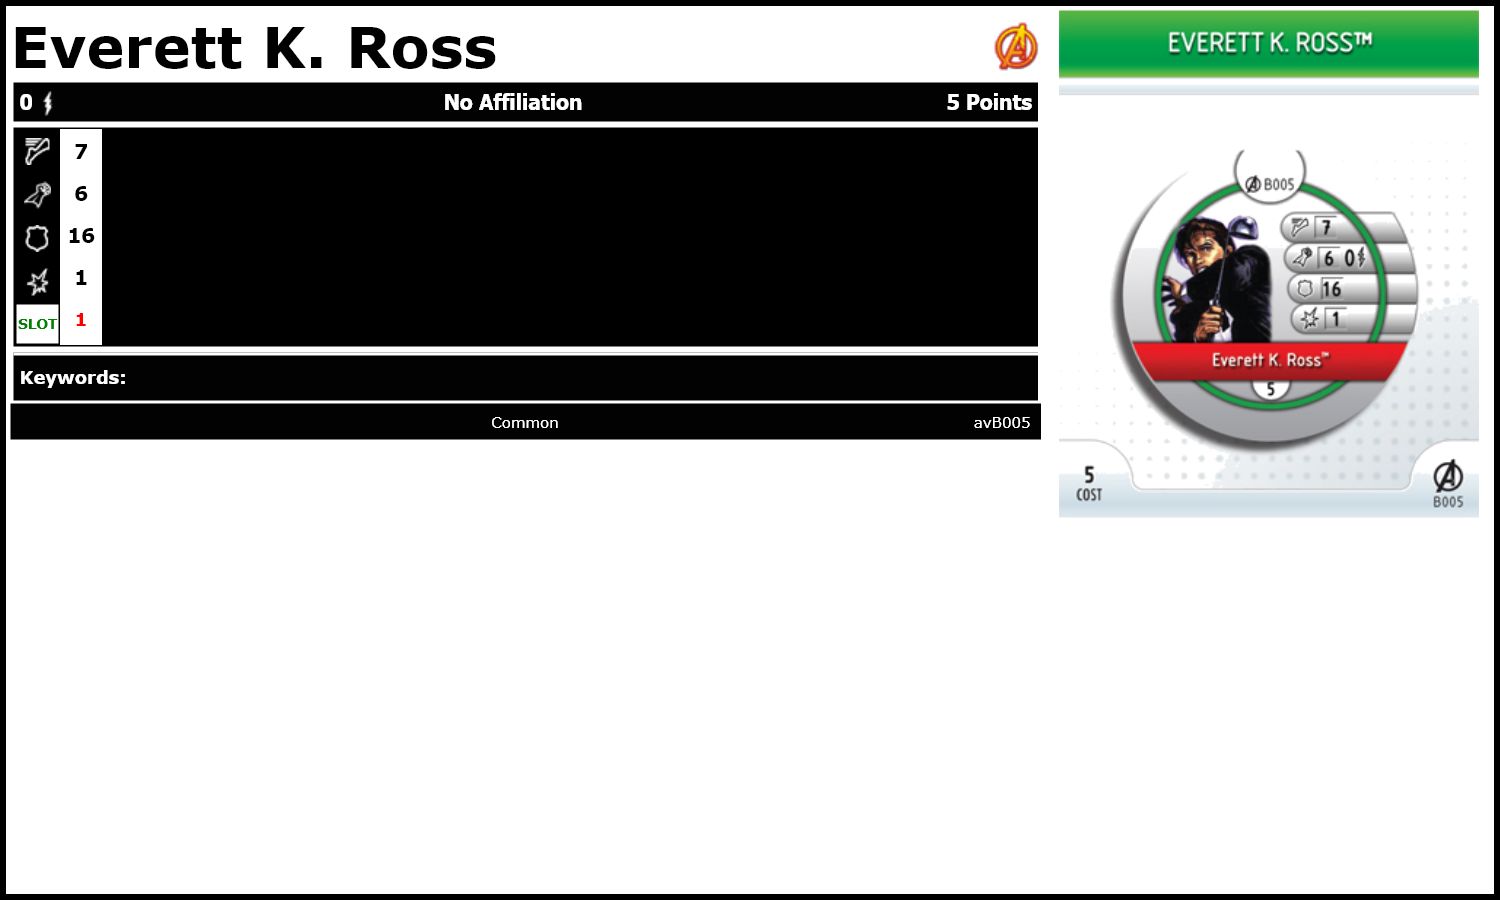 Everett K. Ross
0 No Affiliation 5 Points
7
6
16
1
SLOT 1
Keywords:
Common avB005
EVERETT K. ROSS™
B005
7
6 0
16
1
Everett K. Ross™
5
5
COST
B005